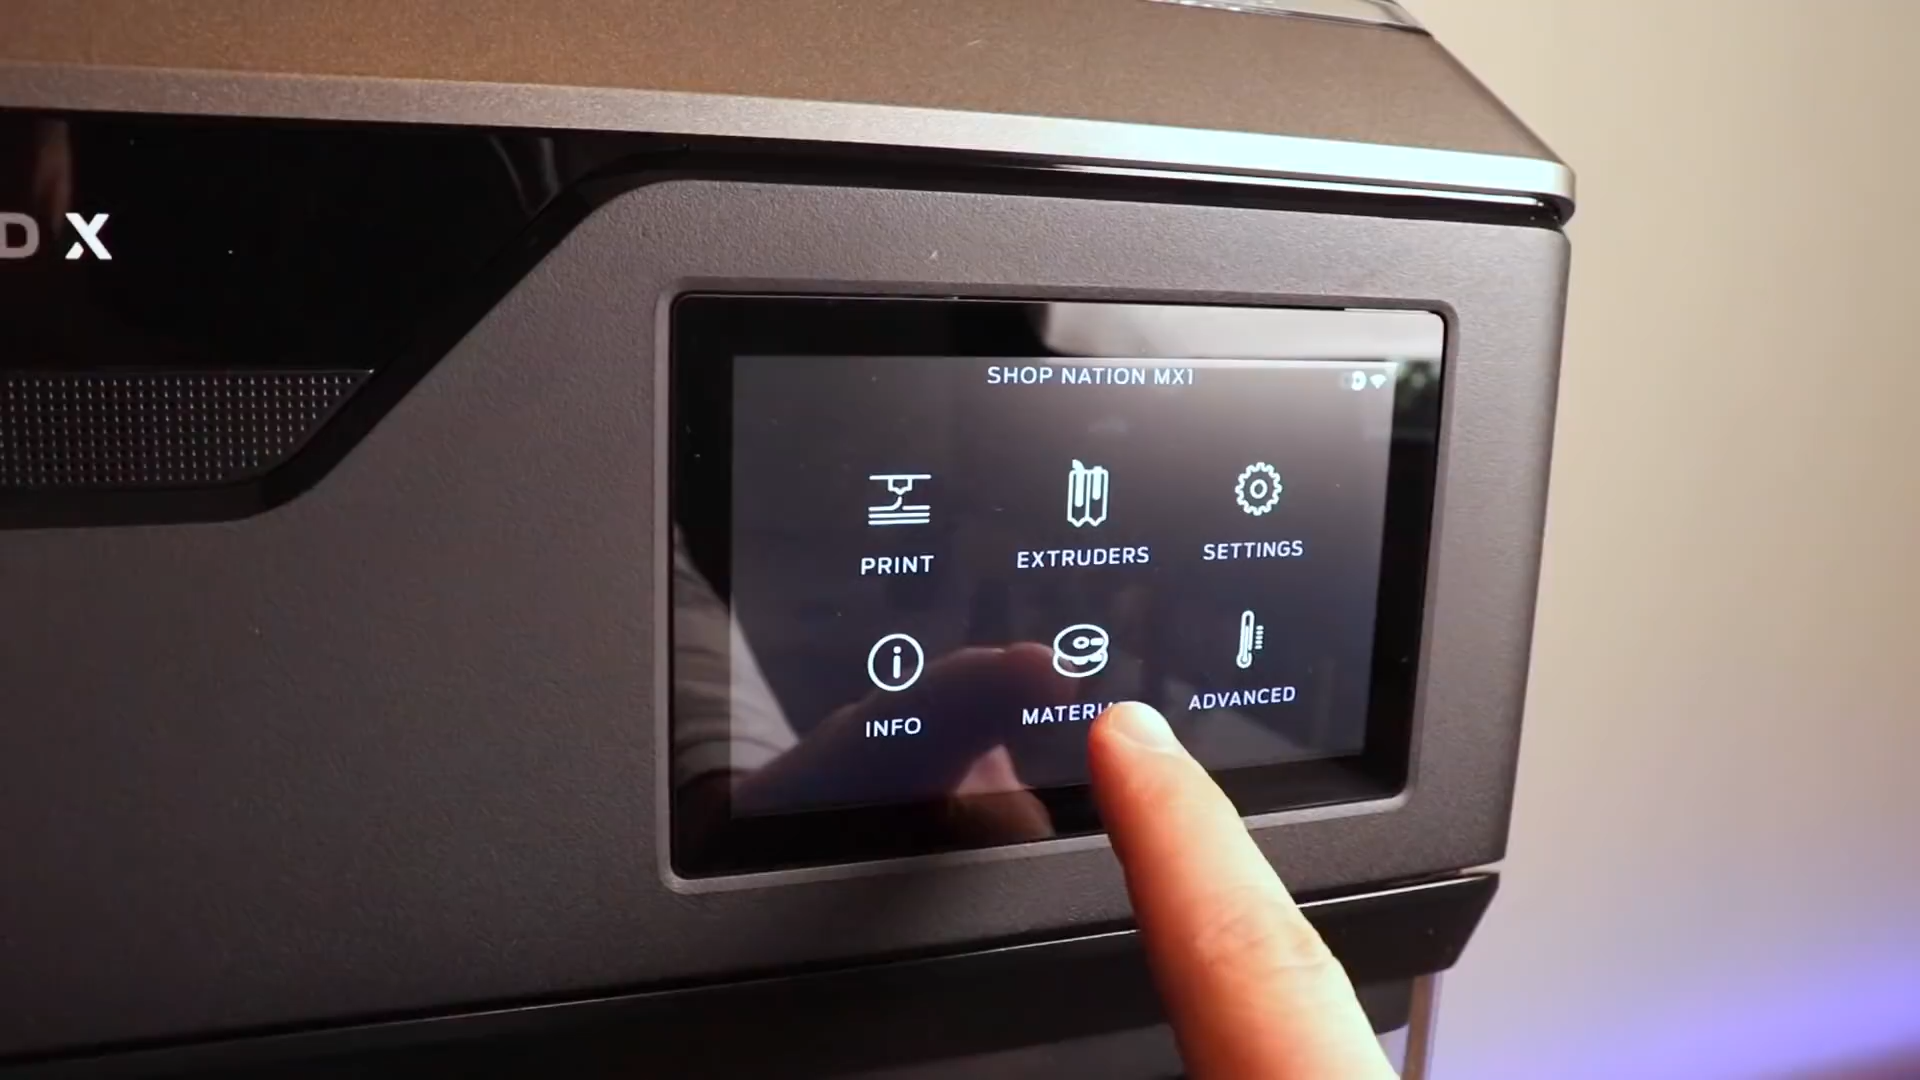 D X
SHOP NATION MX1
PRINT
EXTRUDERS
SETTINGS
INFO
ADVANCED